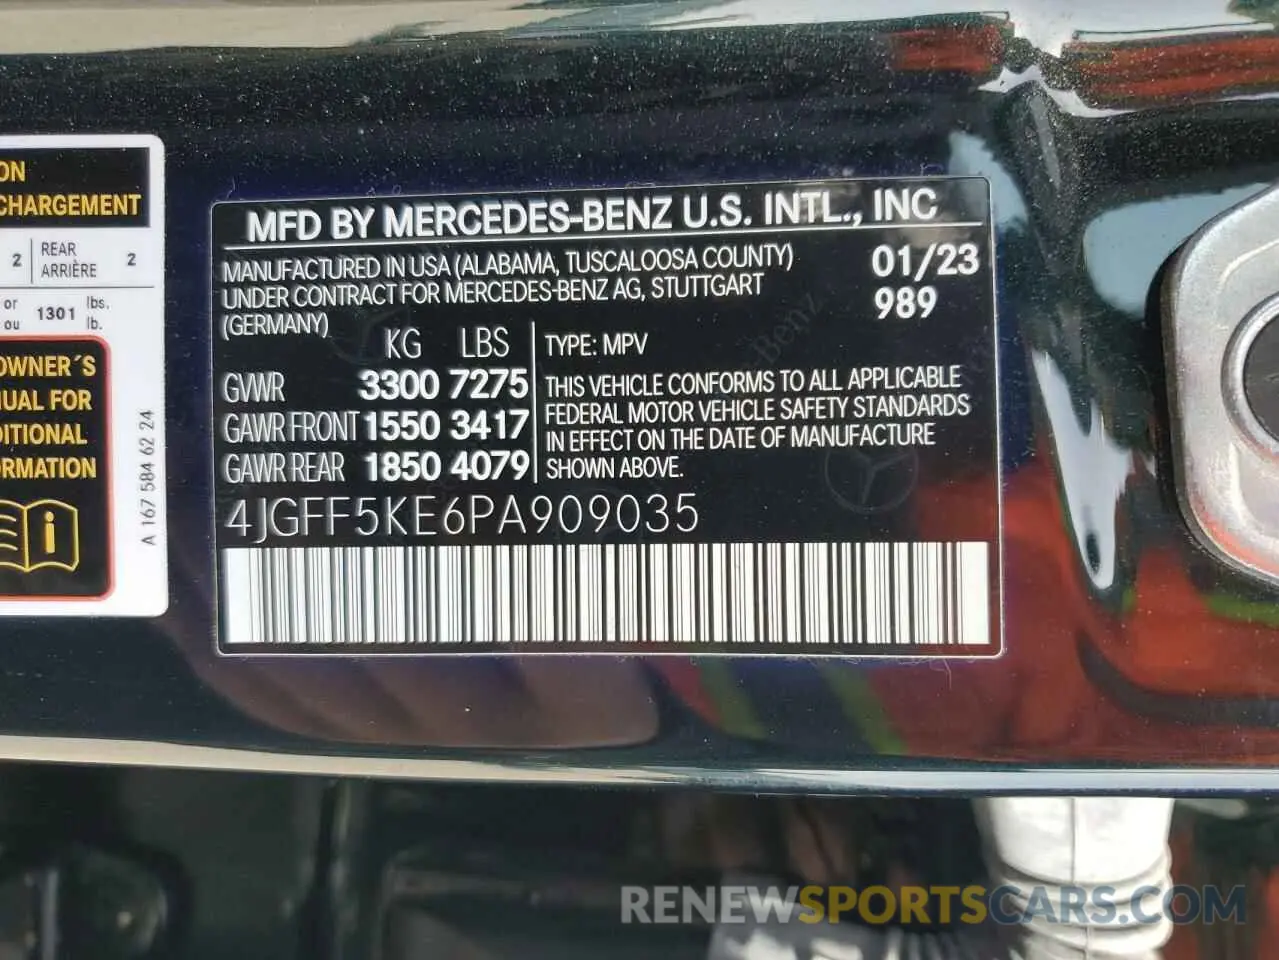 ON
CHARGEMENT
2 REAR ARRIÈRE 2
or ou 1301 lbs. lb.
OWNER´S
UAL FOR
DITIONAL
ORMATION
i
A 167 584 62 24
MFD BY MERCEDES-BENZ U.S. INTL., INC
MANUFACTURED IN USA (ALABAMA, TUSCALOOSA COUNTY)
UNDER CONTRACT FOR MERCEDES-BENZ AG, STUTTGART
(GERMANY)
01/23
989
KG LBS
GVWR 3300 7275
GAWR FRONT 1550 3417
GAWR REAR 1850 4079
TYPE: MPV
THIS VEHICLE CONFORMS TO ALL APPLICABLE
FEDERAL MOTOR VEHICLE SAFETY STANDARDS
IN EFFECT ON THE DATE OF MANUFACTURE
SHOWN ABOVE.
4JGFF5KE6PA909035
RENEWSPORTSCARS.COM